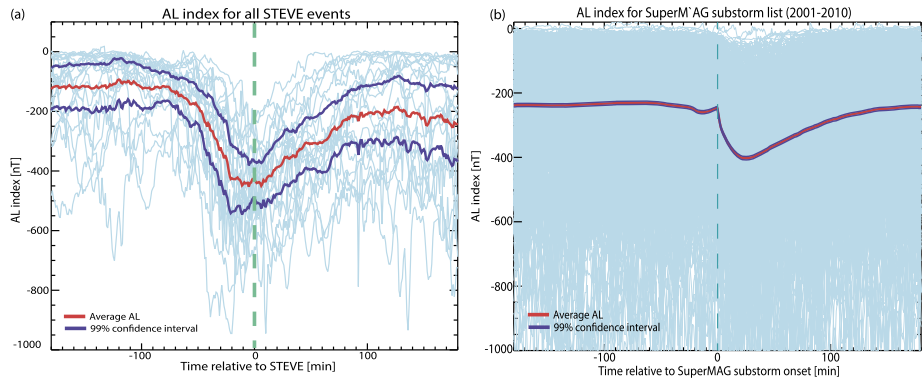 (a)
AL index for all STEVE events
0
-200
-400
-600
-800
-1000
AL index [nT]
Average AL
99% confidence interval
-100
0
100
Time relative to STEVE [min]
(b)
AL index for SuperM`AG substorm list (2001-2010)
0
-200
-400
-600
-800
-1000
AL index [nT]
Average AL
99% confidence interval
-100
0
100
Time relative to SuperMAG substorm onset [min]